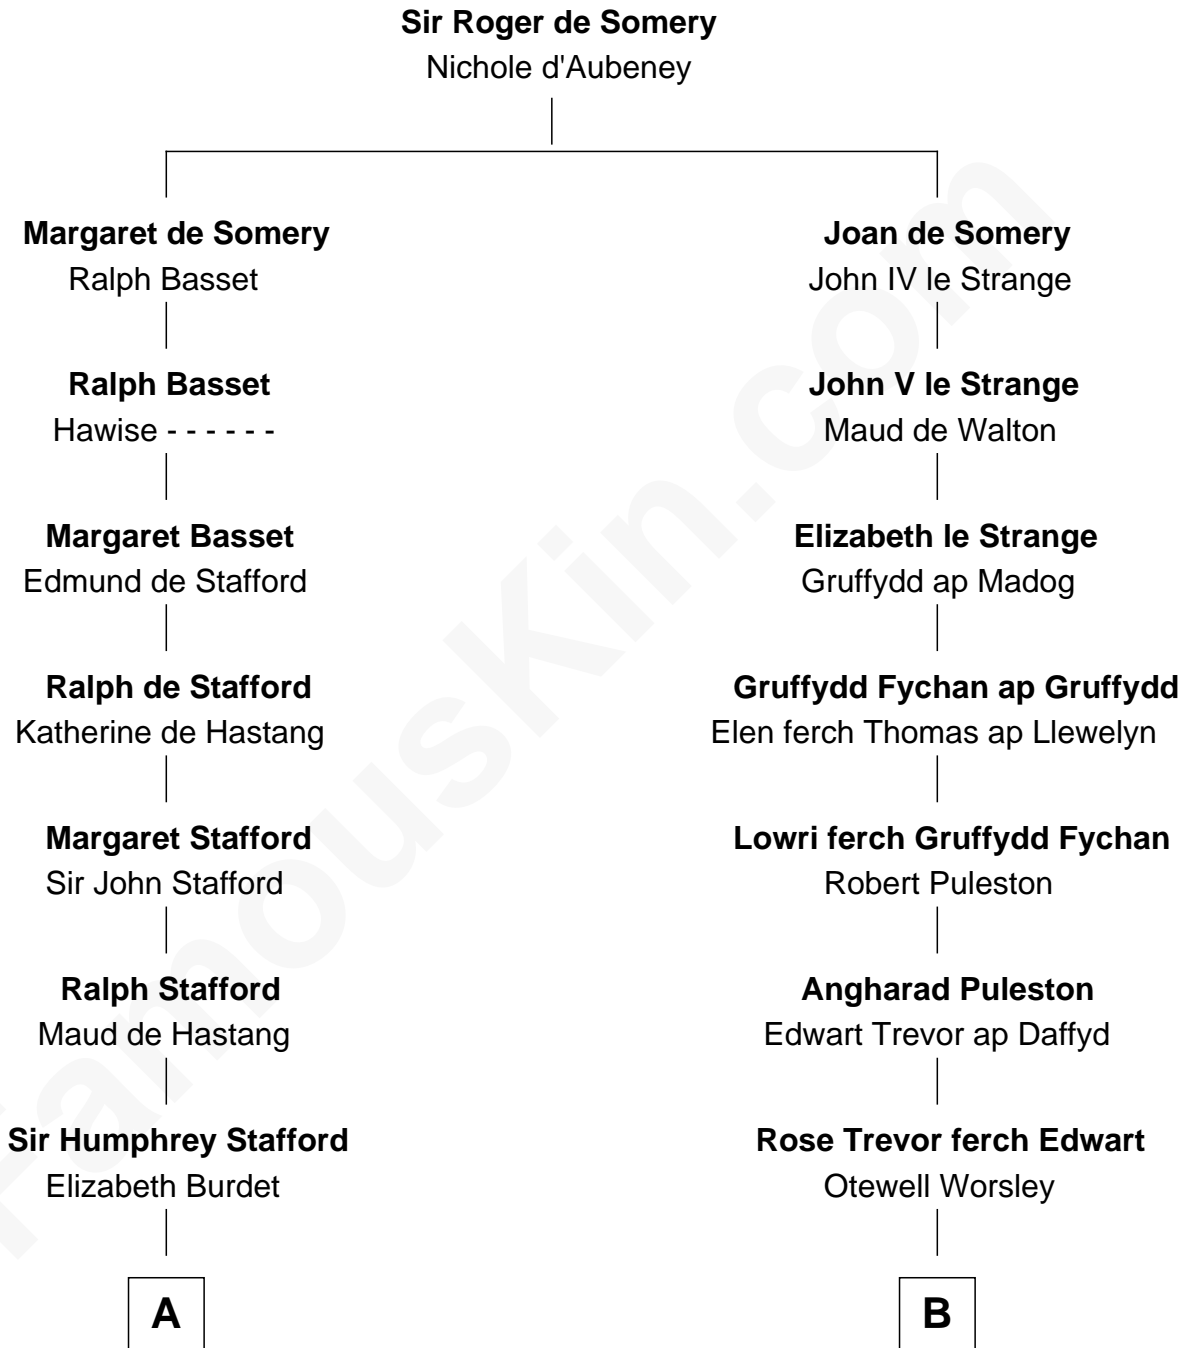 Sir Roger de Somery
Nichole d'Aubeney
Margaret de Somery
Ralph Basset
Joan de Somery
John IV le Strange
Ralph Basset
Hawise - - - - - -
John V le Strange
Maud de Walton
Margaret Basset
Edmund de Stafford
Elizabeth le Strange
Gruffydd ap Madog
Ralph de Stafford
Katherine de Hastang
Gruffydd Fychan ap Gruffydd
Elen ferch Thomas ap Llewelyn
Margaret Stafford
Sir John Stafford
Lowri ferch Gruffydd Fychan
Robert Puleston
Ralph Stafford
Maud de Hastang
Angharad Puleston
Edwart Trevor ap Daffyd
Sir Humphrey Stafford
Elizabeth Burdet
Rose Trevor ferch Edwart
Otewell Worsley
A
B
FamousKin.com